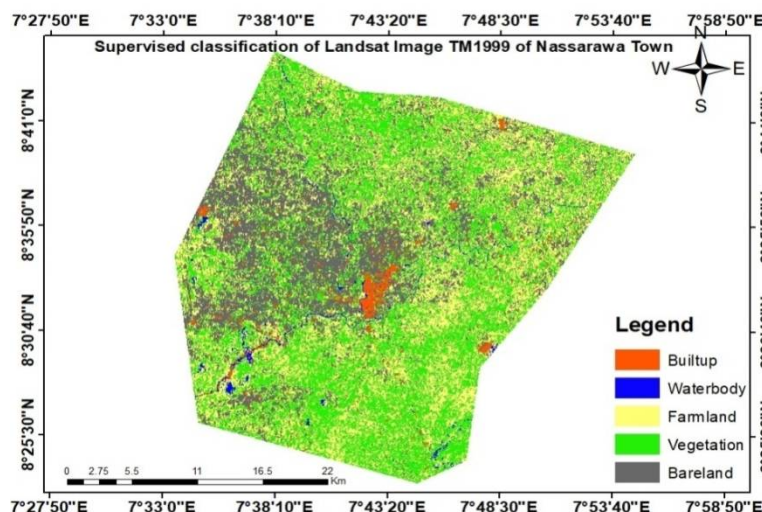 7°27'50"E 7°33'0"E 7°38'10"E 7°43'20"E 7°48'30"E 7°53'40"E 7°58'50"E
Supervised classification of Landsat Image TM1999 of Nassarawa Town
N
W E
S
8°41'0"N
8°35'50"N
8°30'40"N
8°25'30"N
Legend
Builtup
Waterbody
Farmland
Vegetation
Bareland
0 2.75 5.5 11 16.5 22
Km
7°27'50"E 7°33'0"E 7°38'10"E 7°43'20"E 7°48'30"E 7°53'40"E 7°58'50"E